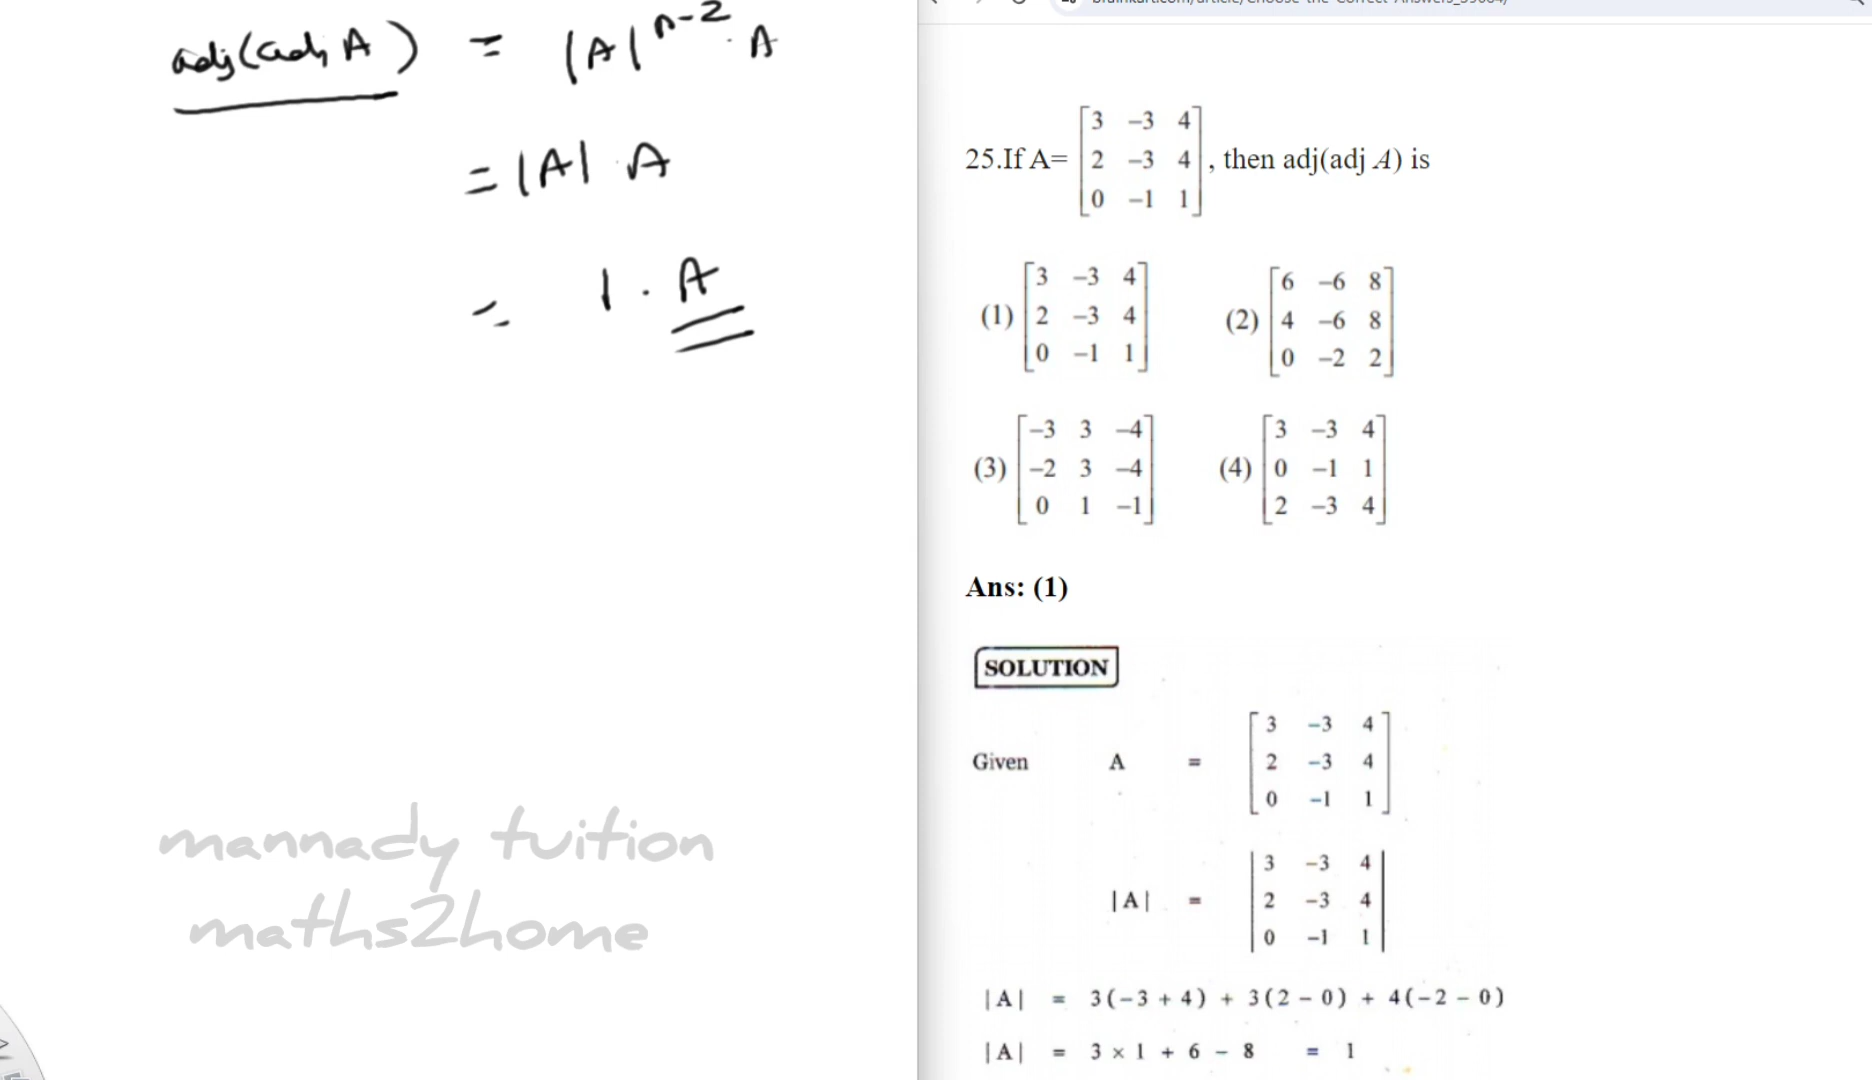 adj(adj A) = |A|^n-2 . A
= |A| . A
= 1 . A
mannady tuition
maths2home
25.If A= [3 −3 4
2 −3 4
0 −1 1] , then adj(adj A) is
(1) [3 −3 4
2 −3 4
0 −1 1]
(2) [6 −6 8
4 −6 8
0 −2 2]
(3) [−3 3 −4
−2 3 −4
0 1 −1]
(4) [3 −3 4
0 −1 1
2 −3 4]
Ans: (1)
SOLUTION
Given A = [3 −3 4
2 −3 4
0 −1 1]
|A| = |3 −3 4
2 −3 4
0 −1 1|
|A| = 3(−3 + 4) + 3(2 − 0) + 4(−2 − 0)
|A| = 3 × 1 + 6 − 8 = 1